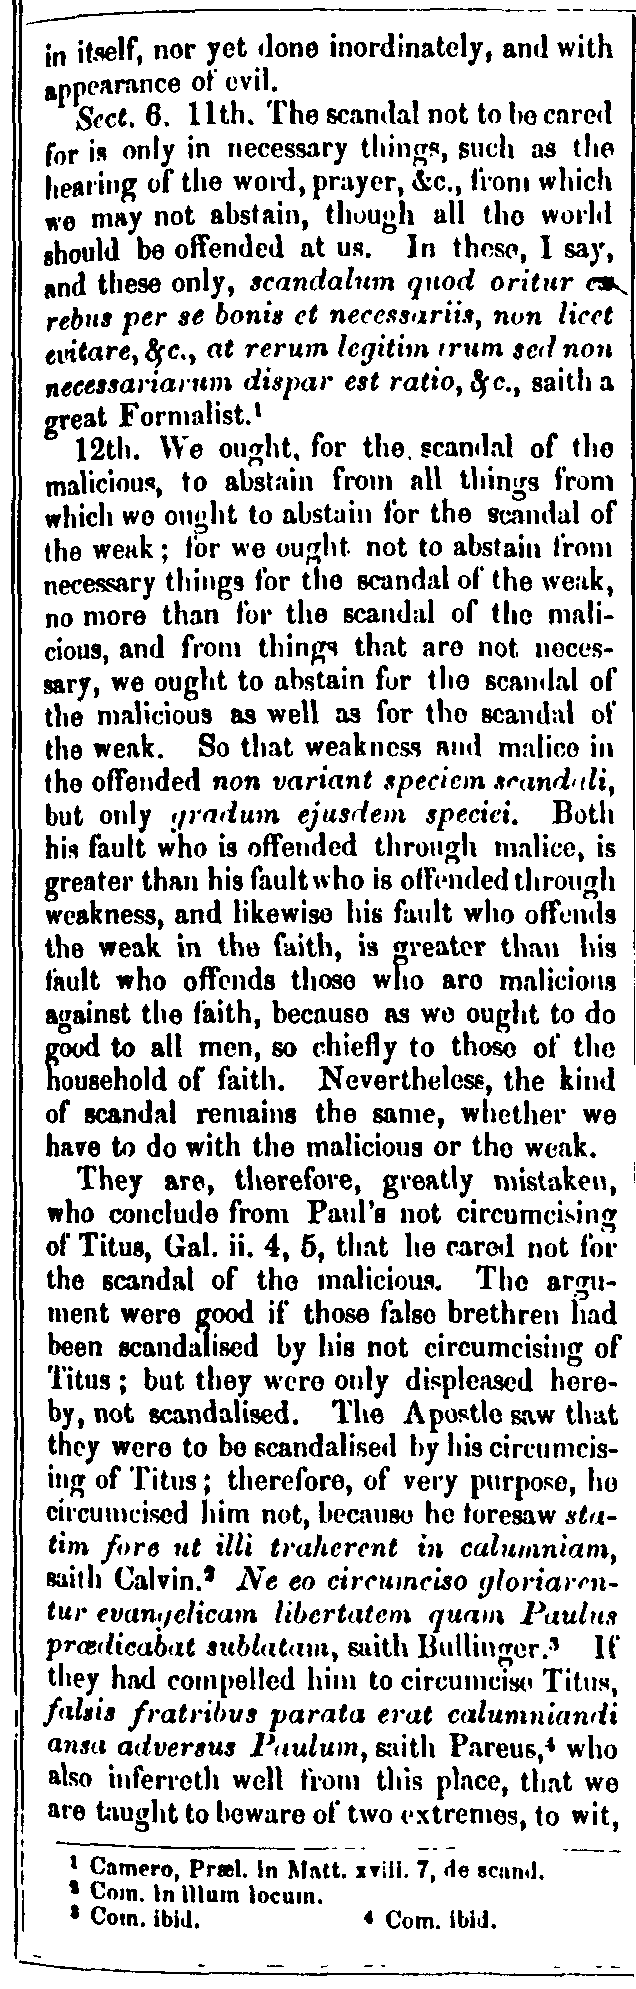 in itself, nor yet done inordinately, and with
appearance of evil.
Sect. 6. 11th. The scandal not to be cared
for is only in necessary things, such as the
hearing of the word, prayer, &c., from which
we may not abstain, though all the world
should be offended at us. In these, I say,
and these only, scandalum quod oritur ex
rebus per se bonis et necessariis, non licet
evitare, &c., at rerum legitimarum sed non
necessariarum dispar est ratio, &c., saith a
great Formalist.¹
12th. We ought, for the scandal of the
malicious, to abstain from all things from
which we ought to abstain for the scandal of
the weak; for we ought not to abstain from
necessary things for the scandal of the weak,
no more than for the scandal of the mali-
cious, and from things that are not neces-
sary, we ought to abstain for the scandal of
the malicious as well as for the scandal of
the weak. So that weakness and malice in
the offended non variant speciem scandali,
but only gradum ejusdem speciei. Both
his fault who is offended through malice, is
greater than his fault who is offended through
weakness, and likewise his fault who offends
the weak in the faith, is greater than his
fault who offends those who are malicious
against the faith, because as we ought to do
good to all men, so chiefly to those of the
household of faith. Nevertheless, the kind
of scandal remains the same, whether we
have to do with the malicious or the weak.
They are, therefore, greatly mistaken,
who conclude from Paul's not circumcising
of Titus, Gal. ii. 4, 5, that he cared not for
the scandal of the malicious. The argu-
ment were good if those false brethren had
been scandalised by his not circumcising of
Titus; but they were only displeased here-
by, not scandalised. The Apostle saw that
they were to be scandalised by his circumcis-
ing of Titus; therefore, of very purpose, he
circumcised him not, because he foresaw sta-
tim fore ut illi traherent in calumniam,
saith Calvin.² Ne eo circumciso gloriaren-
tur evangelicam libertatem quam Paulus
prædicabat sublatam, saith Bullinger.³ If
they had compelled him to circumcise Titus,
falsis fratribus parata erat calumniandi
ansa adversus Paulum, saith Pareus,⁴ who
also inferreth well from this place, that we
are taught to beware of two extremes, to wit,
¹ Camero, Præl. in Matt. xviii. 7, de scand.
² Com. in illum locum.
³ Com. ibid. ⁴ Com. ibid.